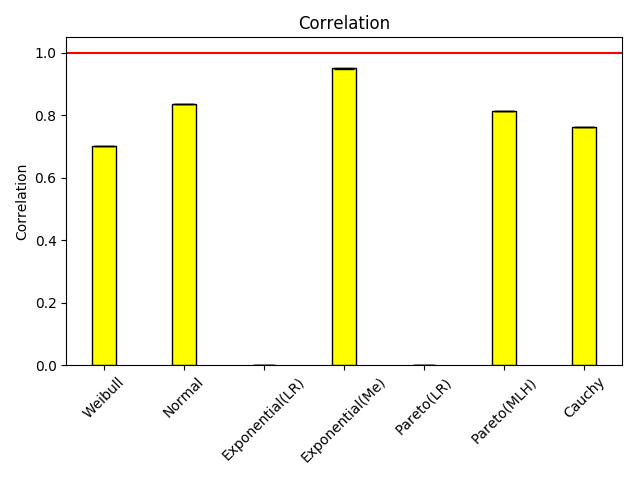 Correlation
1.0
0.8
0.6
0.4
0.2
0.0
Correlation
Weibull
Normal
Exponential(LR)
Exponential(Me)
Pareto(LR)
Pareto(MLH)
Cauchy